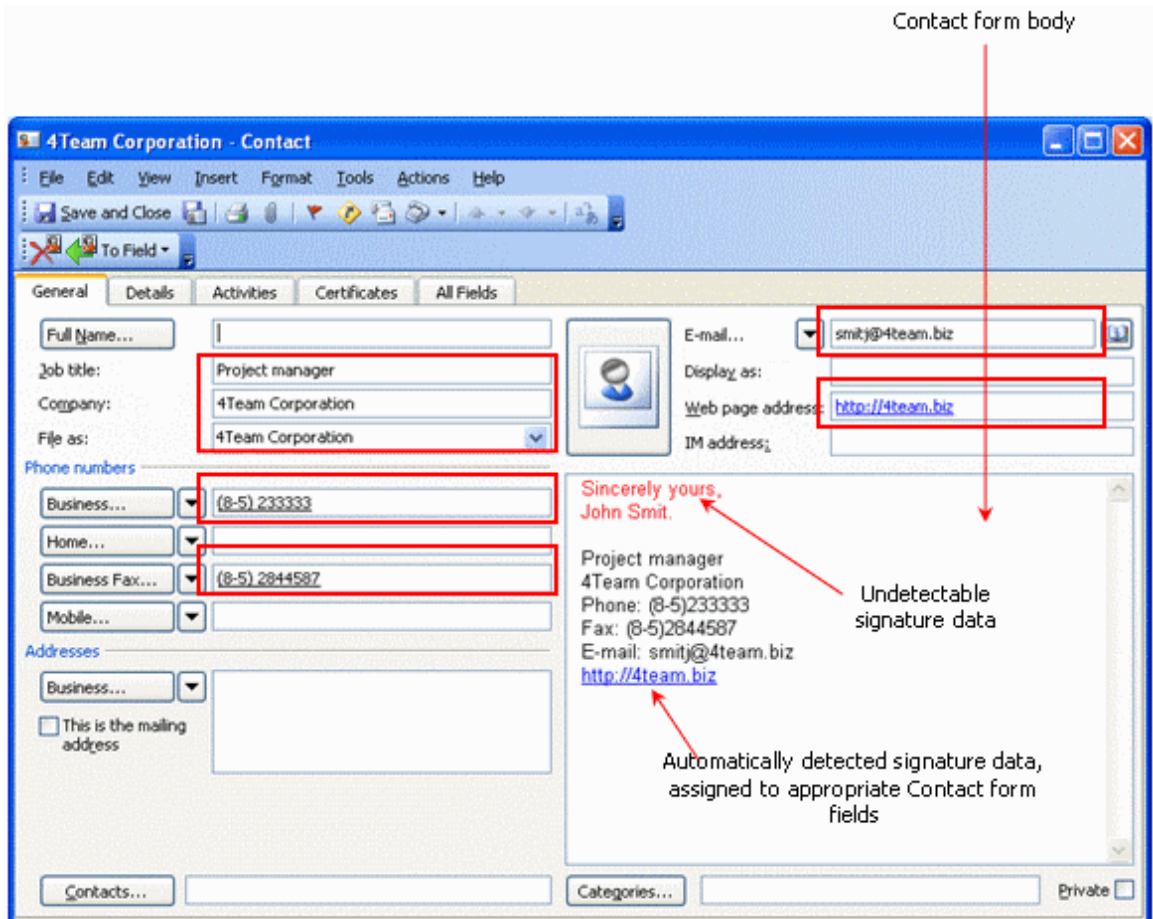 Contact form body
4Team Corporation - Contact
File Edit View Insert Format Tools Actions Help
Save and Close
To Field
General Details Activities Certificates All Fields
Full Name...
E-mail... smitj@4team.biz
Job title: Project manager
Display as:
Company: 4Team Corporation
Web page address: http://4team.biz
File as: 4Team Corporation
IM address:
Phone numbers
Business... (8-5) 233333
Home...
Business Fax... (8-5) 2844587
Mobile...
Addresses
Business...
This is the mailing
address
Sincerely yours,
John Smit.
Project manager
4Team Corporation
Phone: (8-5)233333
Fax: (8-5)2844587
E-mail: smitj@4team.biz
http://4team.biz
Undetectable
signature data
Automatically detected signature data,
assigned to appropriate Contact form
fields
Contacts... Categories... Private